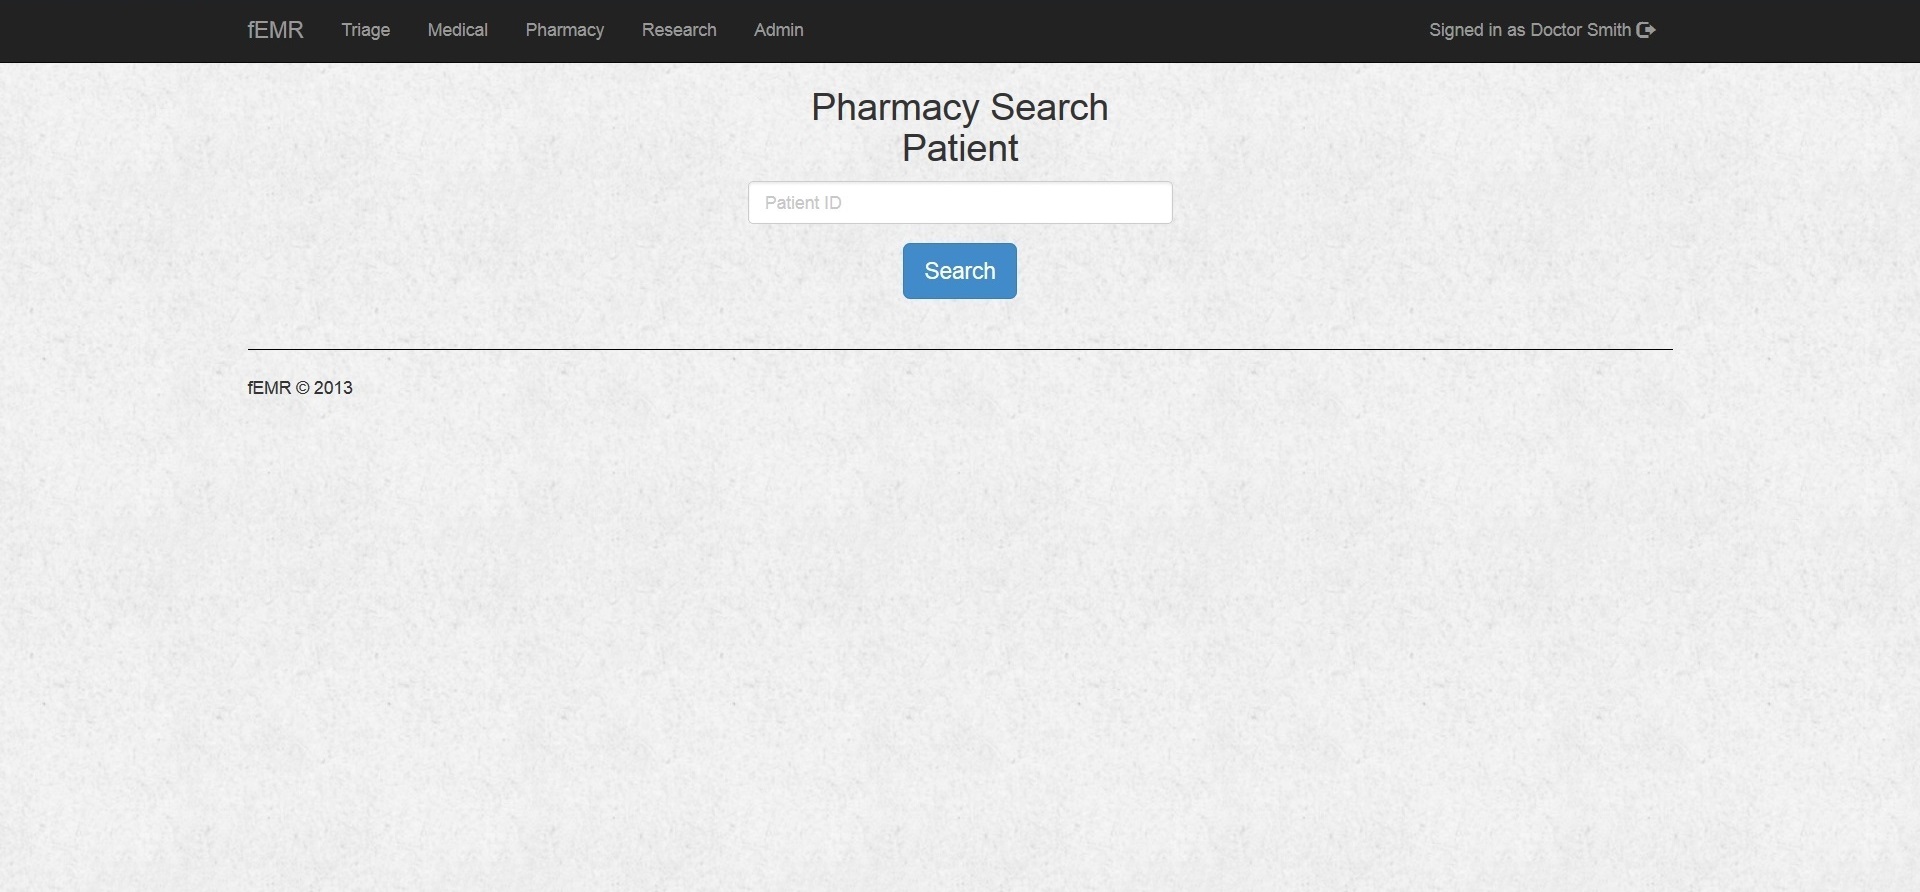 fEMR Triage Medical Pharmacy Research Admin Signed in as Doctor Smith
Pharmacy Search
Patient
Patient ID
Search
fEMR © 2013